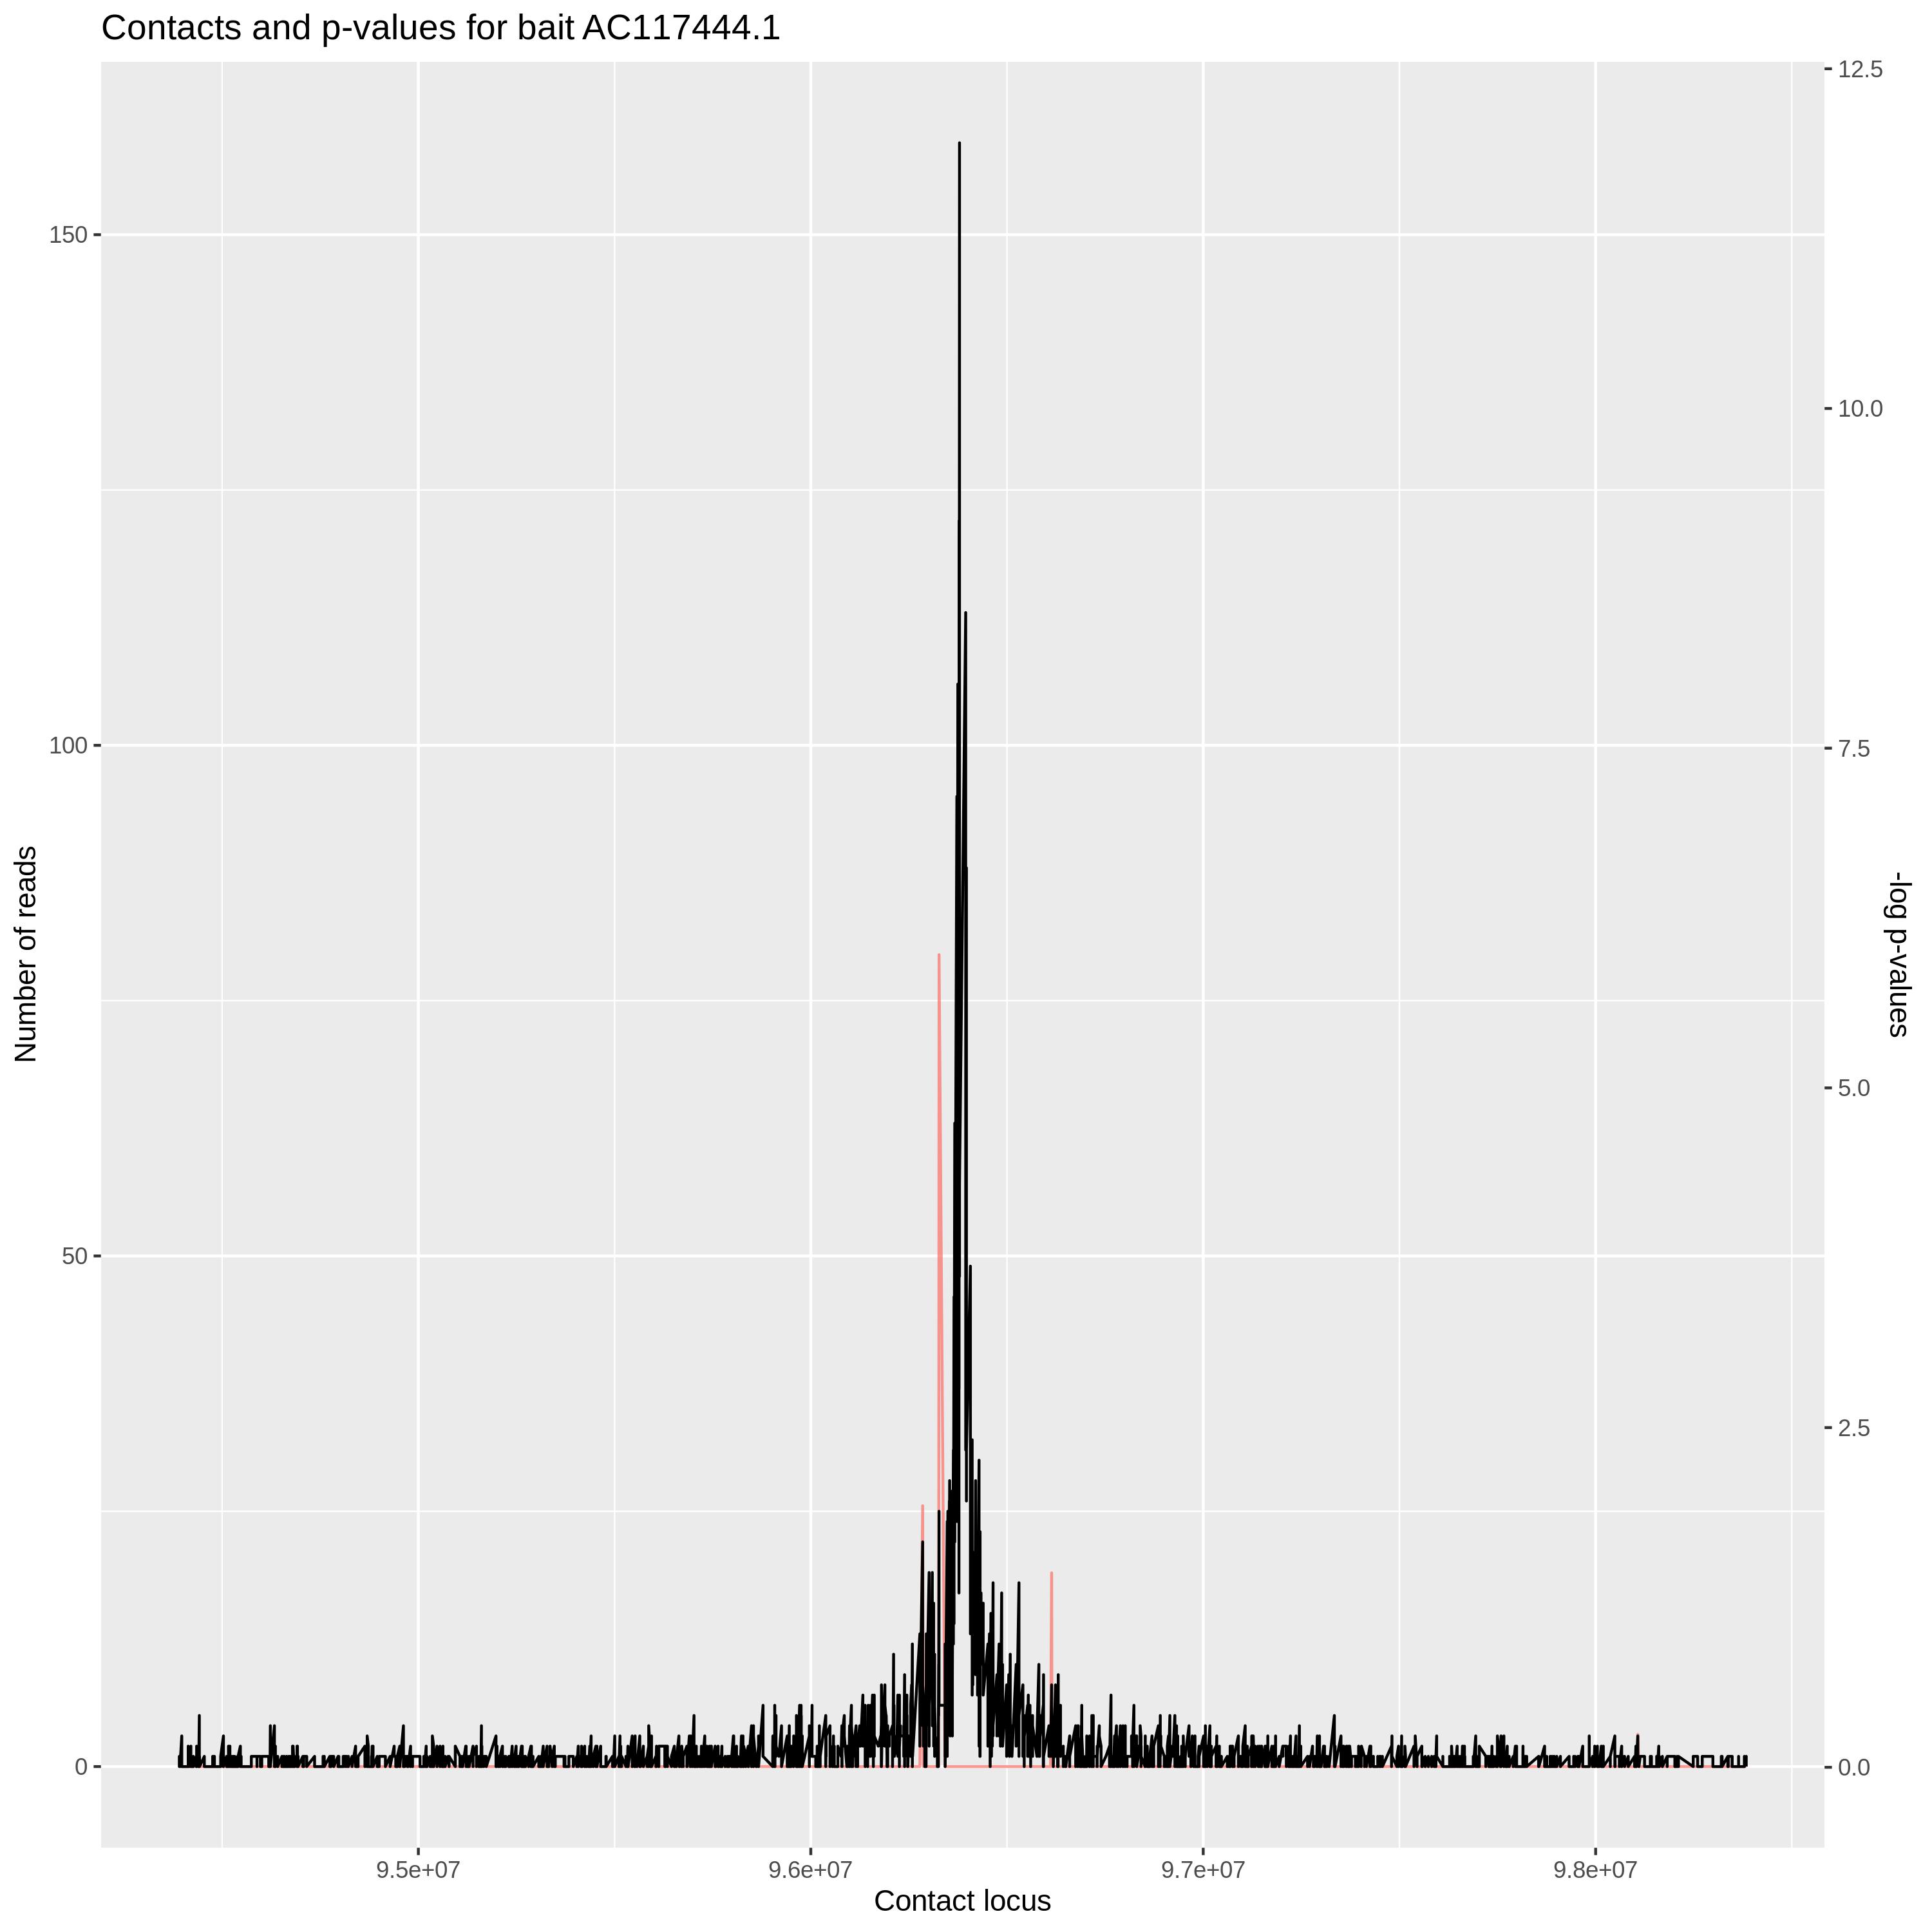 Contacts and p-values for bait AC117444.1
12.5
150
10.0
100
7.5
Number of reads
-log p-values
5.0
50
2.5
0
0.0
9.5e+07
9.6e+07
9.7e+07
9.8e+07
Contact locus